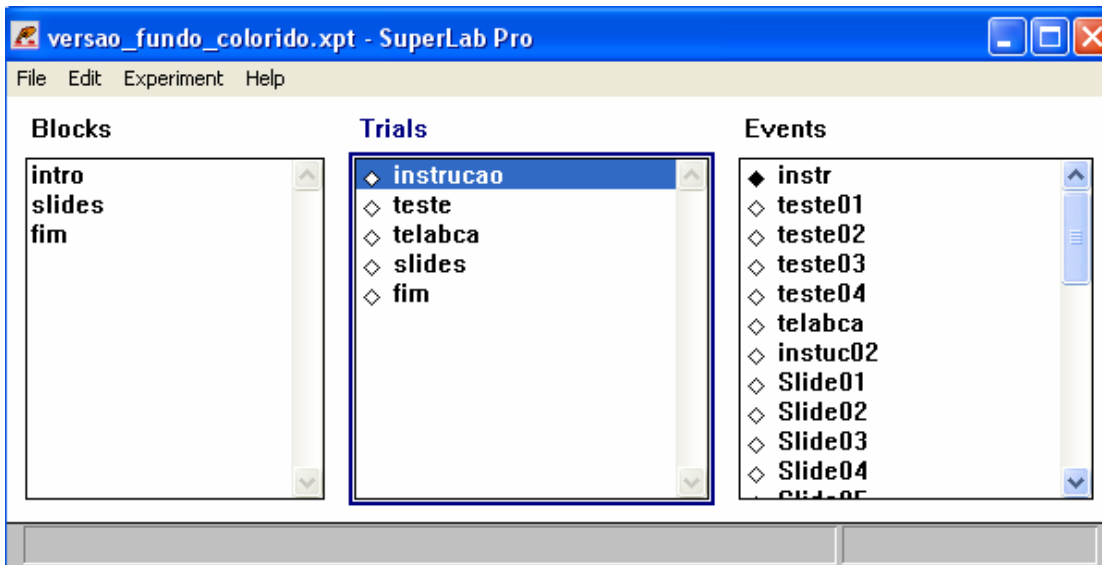 versao_fundo_colorido.xpt - SuperLab Pro
File Edit Experiment Help
Blocks
intro
slides
fim
Trials
instrucao
teste
telabca
slides
fim
Events
instr
teste01
teste02
teste03
teste04
telabca
instuc02
Slide01
Slide02
Slide03
Slide04
Slide05